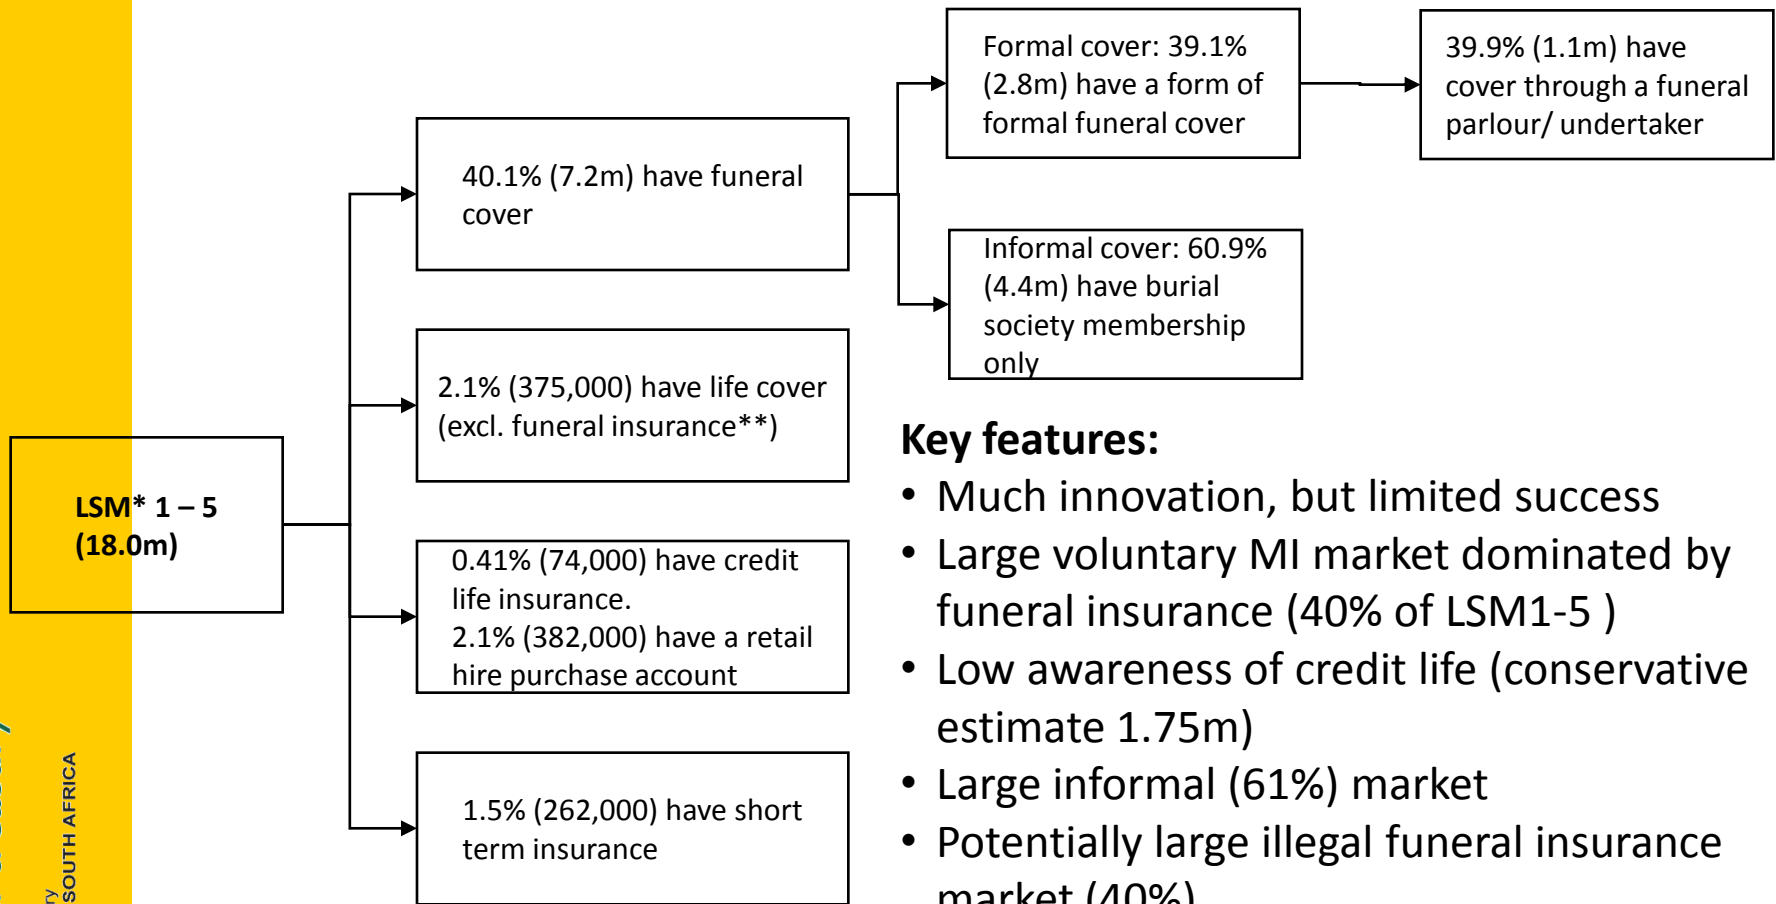 LSM* 1 – 5
(18.0m)
40.1% (7.2m) have funeral
cover
2.1% (375,000) have life cover
(excl. funeral insurance**)
0.41% (74,000) have credit
life insurance.
2.1% (382,000) have a retail
hire purchase account
1.5% (262,000) have short
term insurance
Formal cover: 39.1%
(2.8m) have a form of
formal funeral cover
Informal cover: 60.9%
(4.4m) have burial
society membership
only
39.9% (1.1m) have
cover through a funeral
parlour/ undertaker
Key features:
• Much innovation, but limited success
• Large voluntary MI market dominated by
funeral insurance (40% of LSM1-5 )
• Low awareness of credit life (conservative
estimate 1.75m)
• Large informal (61%) market
• Potentially large illegal funeral insurance
market (40%)
ry
SOUTH AFRICA